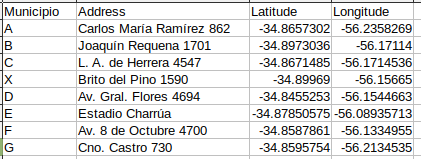 Municipio Address Latitude Longitude
A Carlos María Ramírez 862 -34.8657302 -56.2358269
B Joaquín Requena 1701 -34.8973036 -56.17114
C L. A. de Herrera 4547 -34.8671485 -56.1714536
X Brito del Pino 1590 -34.89969 -56.15665
D Av. Gral. Flores 4694 -34.8455253 -56.1544663
E Estadio Charrúa -34.87850575 -56.08935713
F Av. 8 de Octubre 4700 -34.8587861 -56.1334955
G Cno. Castro 730 -34.8595754 -56.2134535